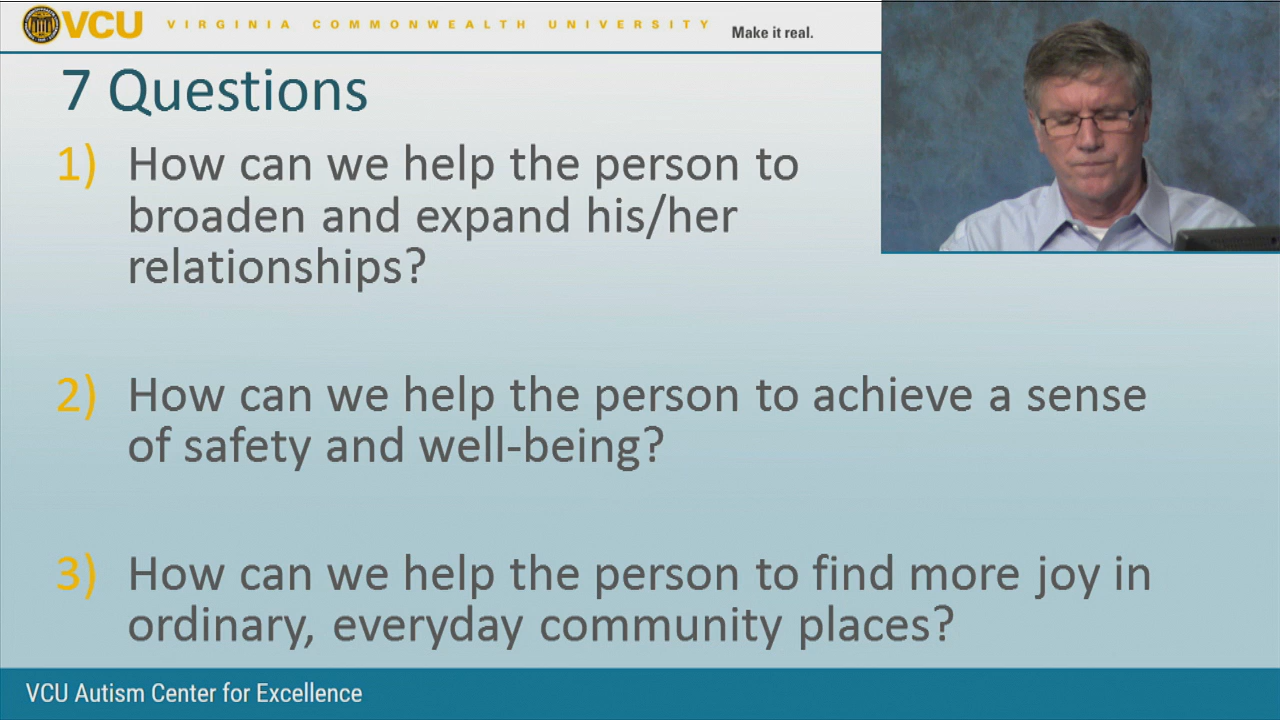 VCU VIRGINIA COMMONWEALTH UNIVERSITY Make it real.
7 Questions
1) How can we help the person to
broaden and expand his/her
relationships?
2) How can we help the person to achieve a sense
of safety and well-being?
3) How can we help the person to find more joy in
ordinary, everyday community places?
VCU Autism Center for Excellence